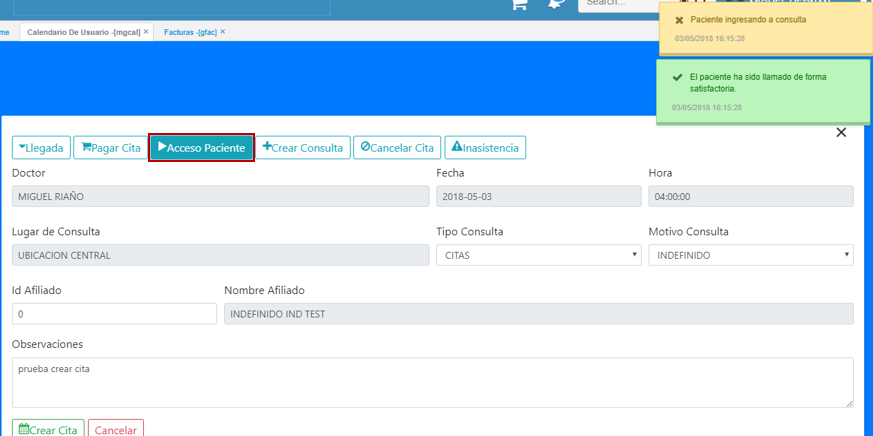 Search...
Paciente ingresando a consulta
03/05/2018 16:15:28
El paciente ha sido llamado de forma
satisfactoria.
03/05/2018 16:15:28
me
Calendario De Usuario -[mgcal] ×
Facturas -[gfac] ×
Llegada
Pagar Cita
Acceso Paciente
Crear Consulta
Cancelar Cita
Inasistencia
Doctor
Fecha
Hora
MIGUEL RIAÑO
2018-05-03
04:00:00
Lugar de Consulta
Tipo Consulta
Motivo Consulta
UBICACION CENTRAL
CITAS
INDEFINIDO
Id Afiliado
Nombre Afiliado
0
INDEFINIDO IND TEST
Observaciones
prueba crear cita
Crear Cita
Cancelar